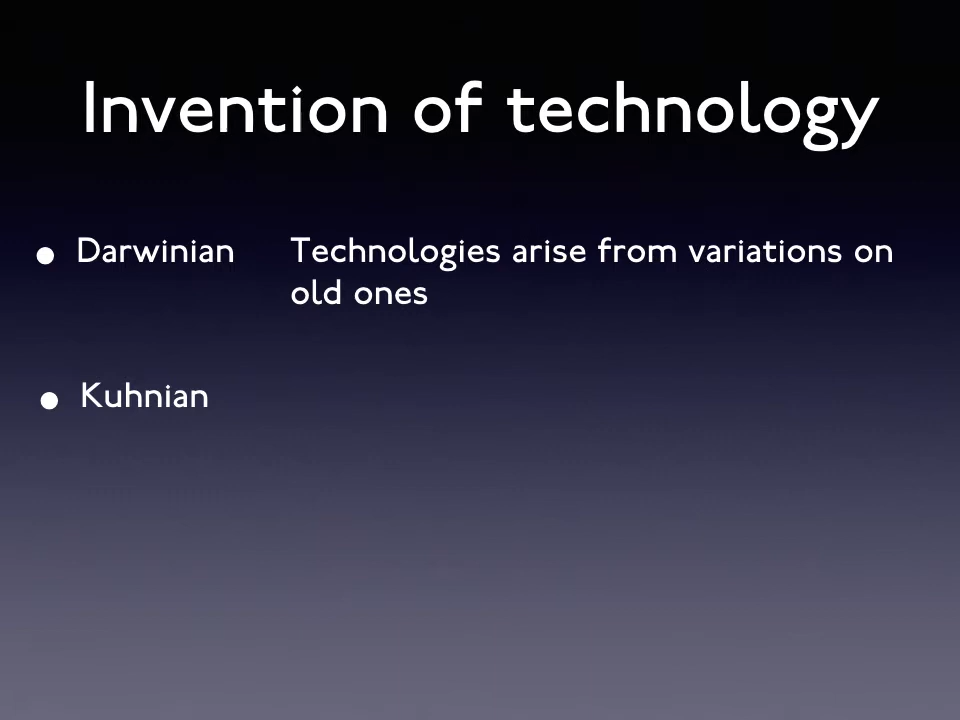 Invention of technology
• Darwinian Technologies arise from variations on
old ones
• Kuhnian